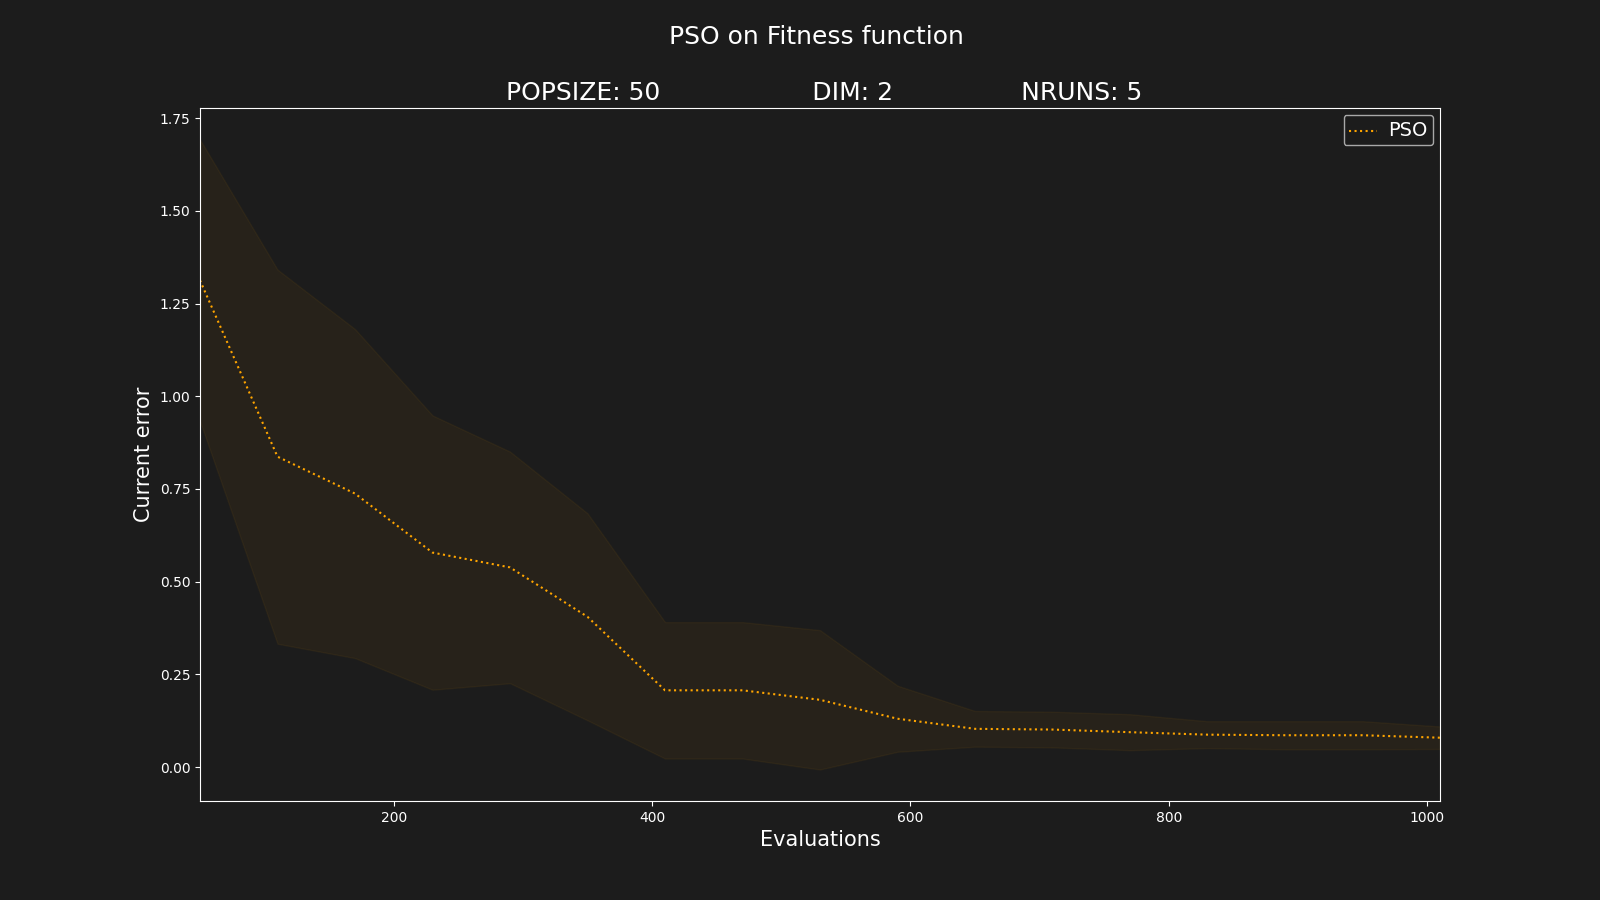 PSO on Fitness function
POPSIZE: 50 DIM: 2 NRUNS: 5
PSO
1.75
1.50
1.25
1.00
0.75
0.50
0.25
0.00
Current error
200 400 600 800 1000
Evaluations